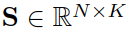 S ∈ ℝ^{N×K}